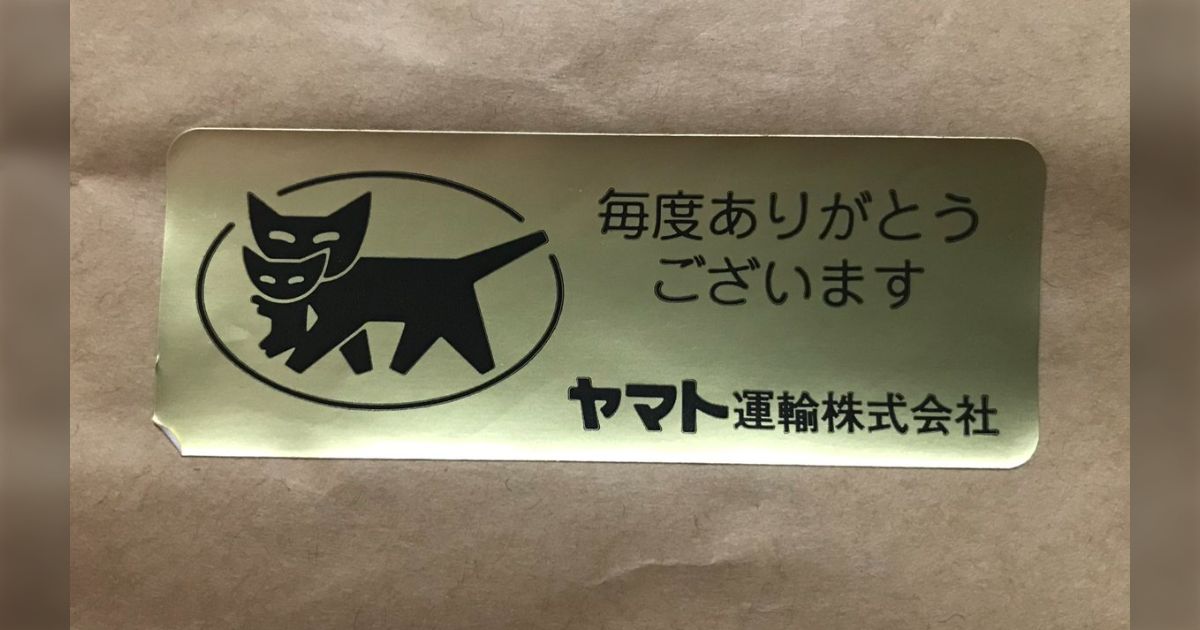 毎度ありがとう
ございます
ヤマト運輸株式会社